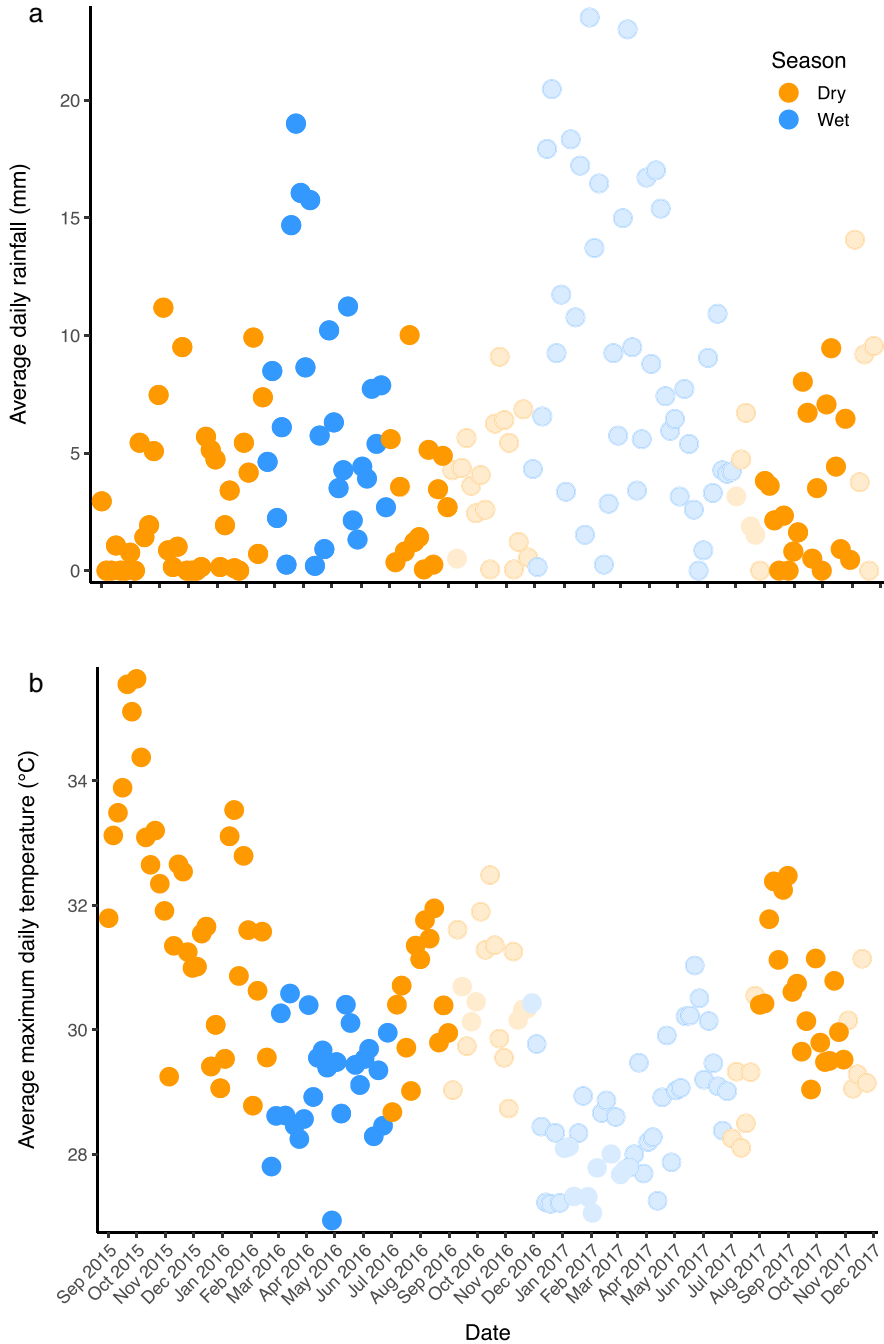 a
Average daily rainfall (mm)
20
15
10
5
0
Season
Dry
Wet
b
Average maximum daily temperature (°C)
34
32
30
28
Sep 2015
Oct 2015
Nov 2015
Dec 2015
Jan 2016
Feb 2016
Mar 2016
Apr 2016
May 2016
Jun 2016
Jul 2016
Aug 2016
Sep 2016
Oct 2016
Nov 2016
Dec 2016
Jan 2017
Feb 2017
Mar 2017
Apr 2017
May 2017
Jun 2017
Jul 2017
Aug 2017
Sep 2017
Oct 2017
Nov 2017
Dec 2017
Date